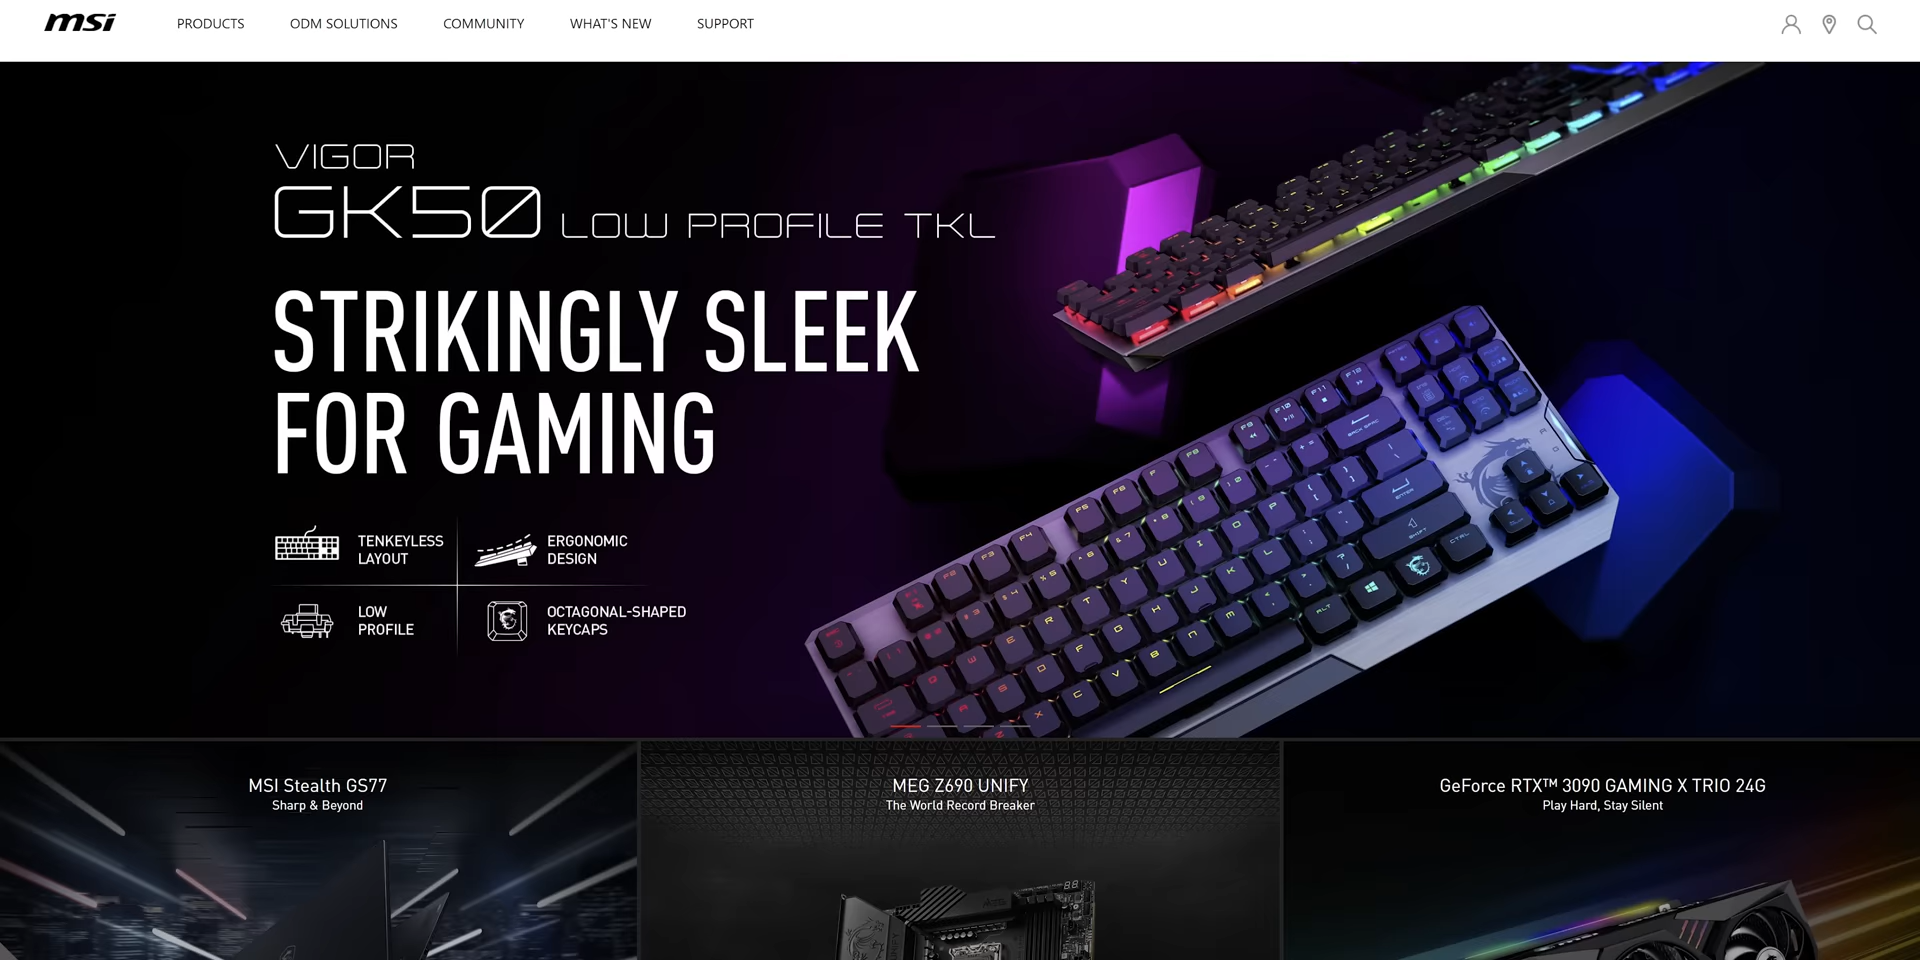 msi
PRODUCTS
ODM SOLUTIONS
COMMUNITY
WHAT'S NEW
SUPPORT
VIGOR
GK50 LOW PROFILE TKL
STRIKINGLY SLEEK
FOR GAMING
TENKEYLESS
LAYOUT
ERGONOMIC
DESIGN
LOW
PROFILE
OCTAGONAL-SHAPED
KEYCAPS
MSI Stealth GS77
Sharp & Beyond
MEG Z690 UNIFY
The World Record Breaker
GeForce RTX™ 3090 GAMING X TRIO 24G
Play Hard, Stay Silent